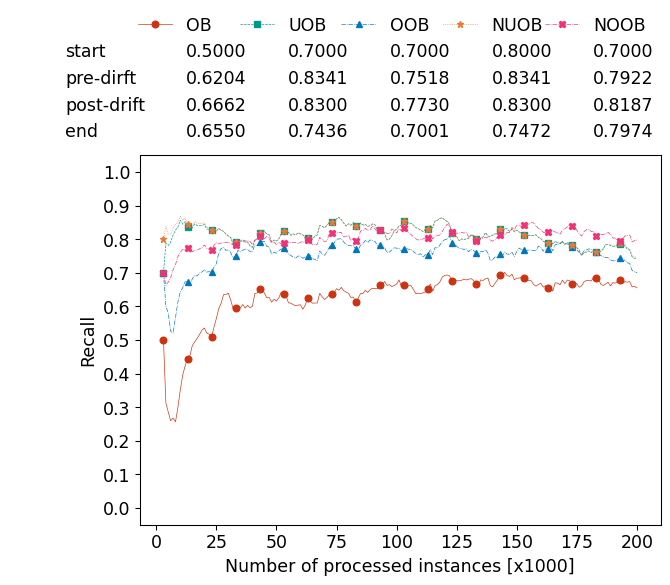 OB UOB OOB NUOB NOOB
start 0.5000 0.7000 0.7000 0.8000 0.7000
pre-dirft 0.6204 0.8341 0.7518 0.8341 0.7922
post-drift 0.6662 0.8300 0.7730 0.8300 0.8187
end 0.6550 0.7436 0.7001 0.7472 0.7974
1.0
0.9
0.8
0.7
0.6
0.5
0.4
0.3
0.2
0.1
0.0
Recall
0 25 50 75 100 125 150 175 200
Number of processed instances [x1000]